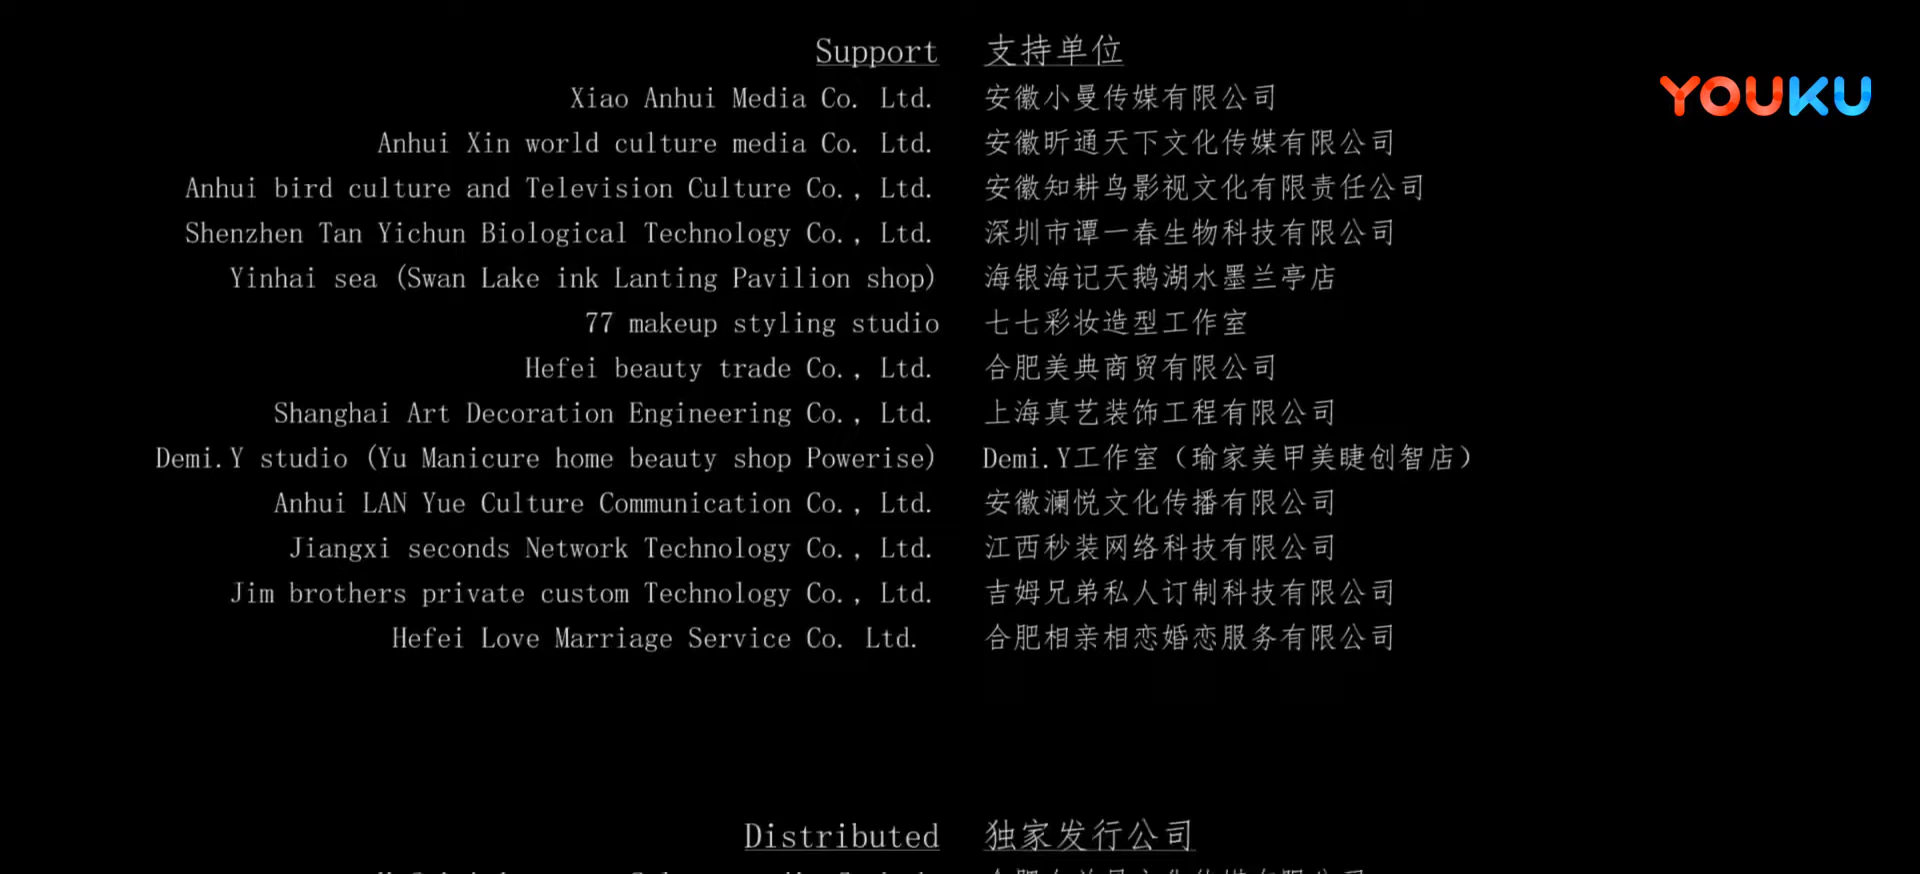 Support 支持单位
YOUKU
Xiao Anhui Media Co. Ltd. 安徽小曼传媒有限公司
Anhui Xin world culture media Co. Ltd. 安徽昕通天下文化传媒有限公司
Anhui bird culture and Television Culture Co., Ltd. 安徽知耕鸟影视文化有限责任公司
Shenzhen Tan Yichun Biological Technology Co., Ltd. 深圳市谭一春生物科技有限公司
Yinhai sea (Swan Lake ink Lanting Pavilion shop) 海银海记天鹅湖水墨兰亭店
77 makeup styling studio 七七彩妆造型工作室
Hefei beauty trade Co., Ltd. 合肥美典商贸有限公司
Shanghai Art Decoration Engineering Co., Ltd. 上海真艺装饰工程有限公司
Demi.Y studio (Yu Manicure home beauty shop Powerise) Demi.Y工作室（瑜家美甲美睫创智店）
Anhui LAN Yue Culture Communication Co., Ltd. 安徽澜悦文化传播有限公司
Jiangxi seconds Network Technology Co., Ltd. 江西秒装网络科技有限公司
Jim brothers private custom Technology Co., Ltd. 吉姆兄弟私人订制科技有限公司
Hefei Love Marriage Service Co. Ltd. 合肥相亲相恋婚恋服务有限公司
Distributed 独家发行公司